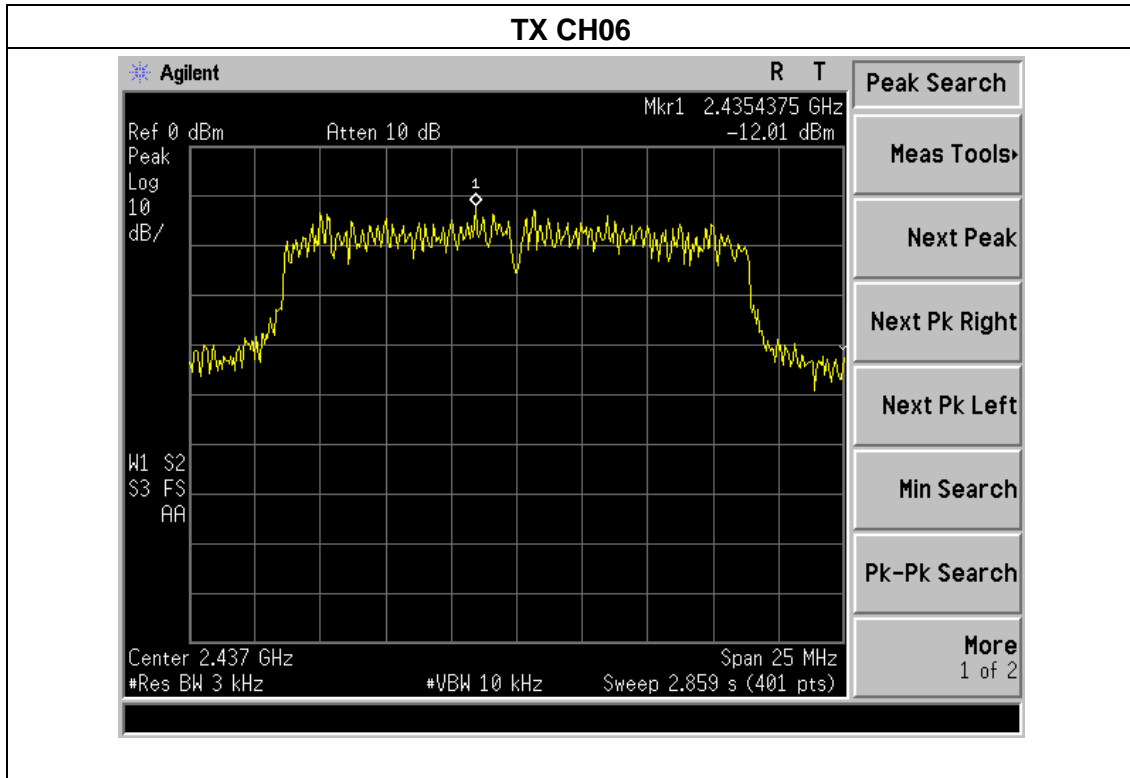 TX CH06
Agilent R T
Peak Search
Mkr1 2.4354375 GHz
Ref 0 dBm Atten 10 dB -12.01 dBm
Peak
Log
10
dB/
1
W1 S2
S3 FS
AA
Center 2.437 GHz Span 25 MHz
#Res BW 3 kHz #VBW 10 kHz Sweep 2.859 s (401 pts)
Meas Tools
Next Peak
Next Pk Right
Next Pk Left
Min Search
Pk-Pk Search
More
1 of 2